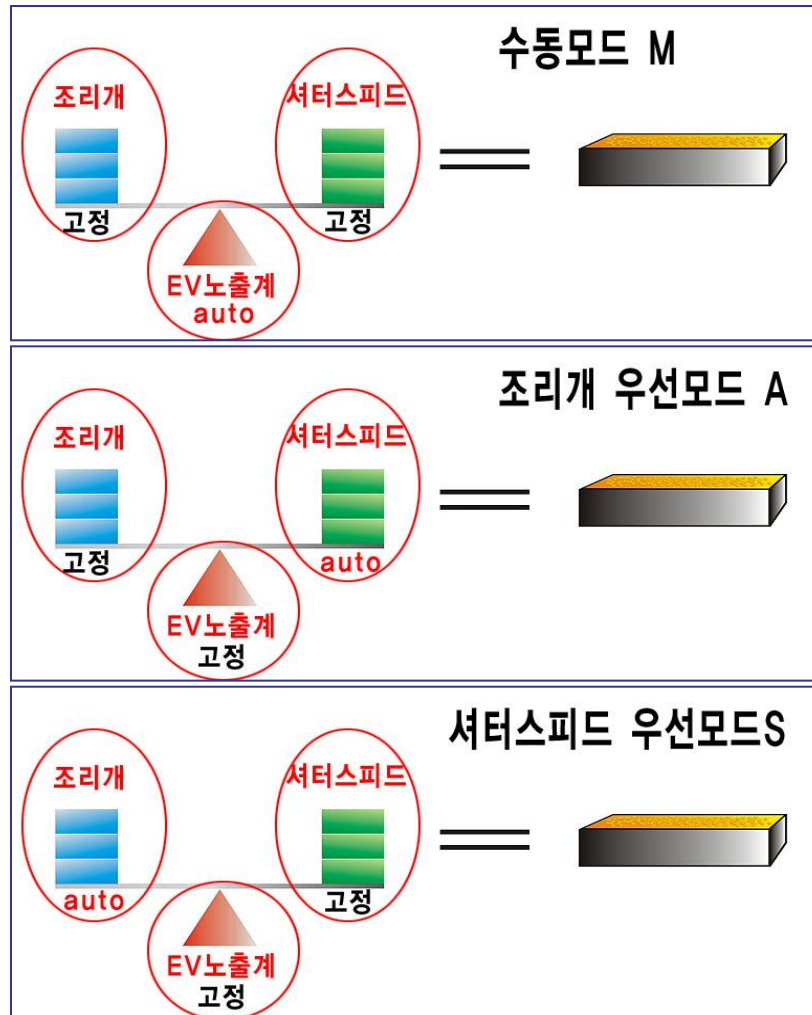 수동모드 M
조리개
셔터스피드
고정
고정
EV노출계
auto
조리개 우선모드 A
조리개
셔터스피드
고정
auto
EV노출계
고정
셔터스피드 우선모드S
조리개
셔터스피드
auto
고정
EV노출계
고정